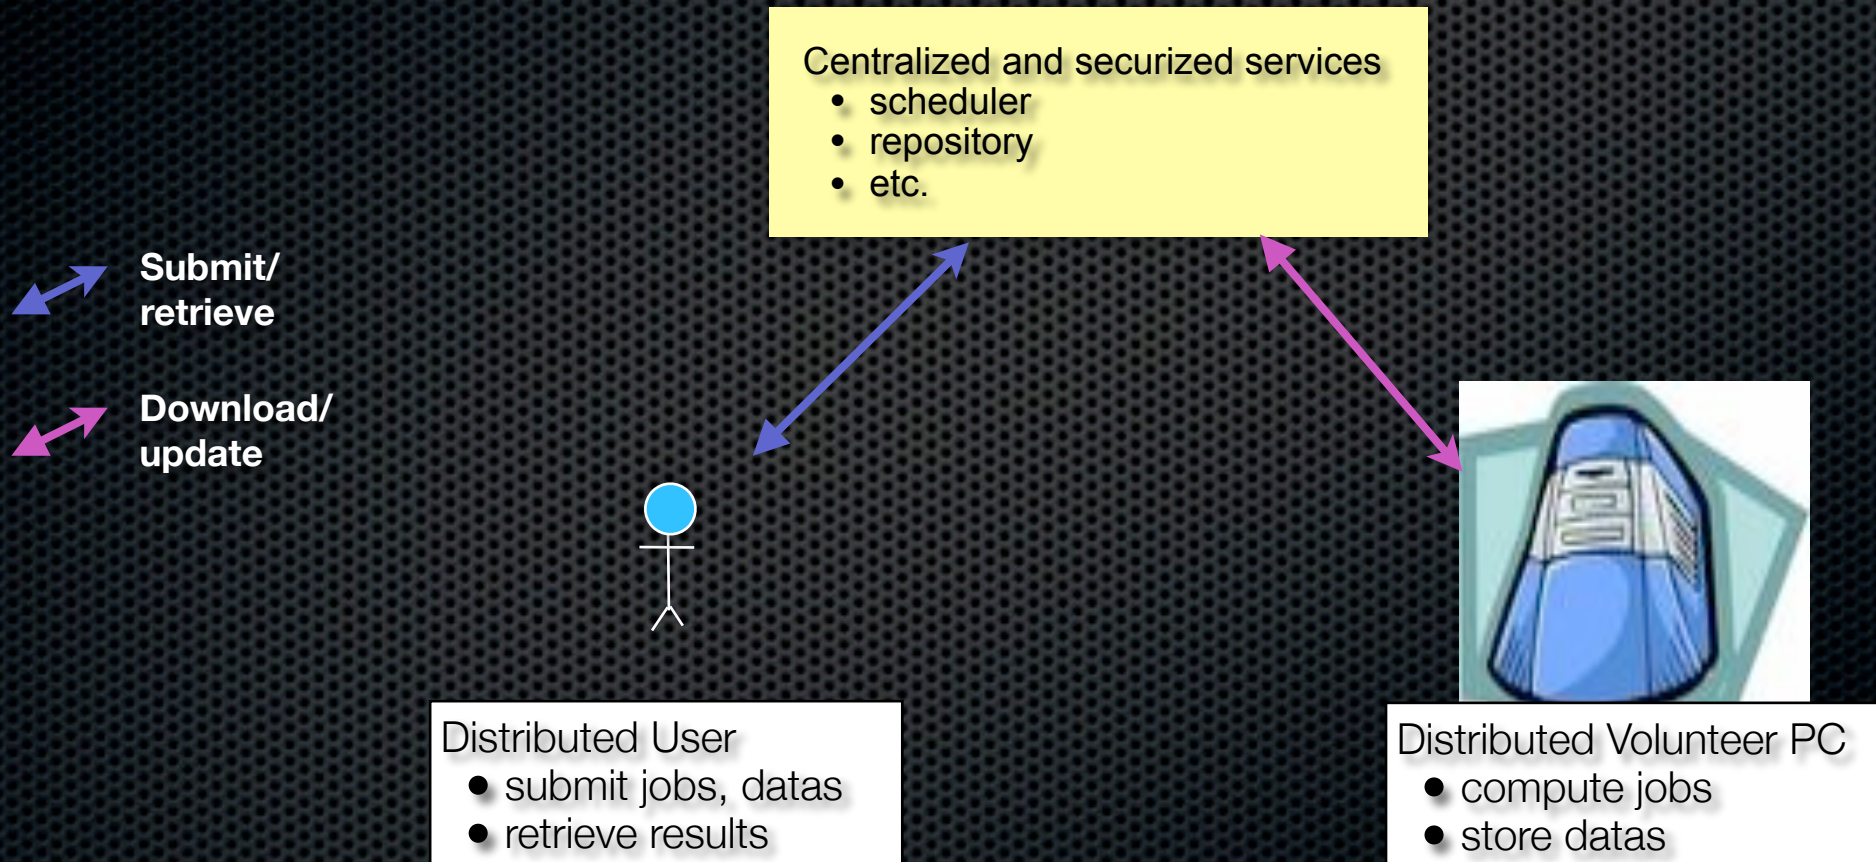 Centralized and securized services
• scheduler
• repository
• etc.
Submit/
retrieve
Download/
update
Distributed User
• submit jobs, datas
• retrieve results
Distributed Volunteer PC
• compute jobs
• store datas